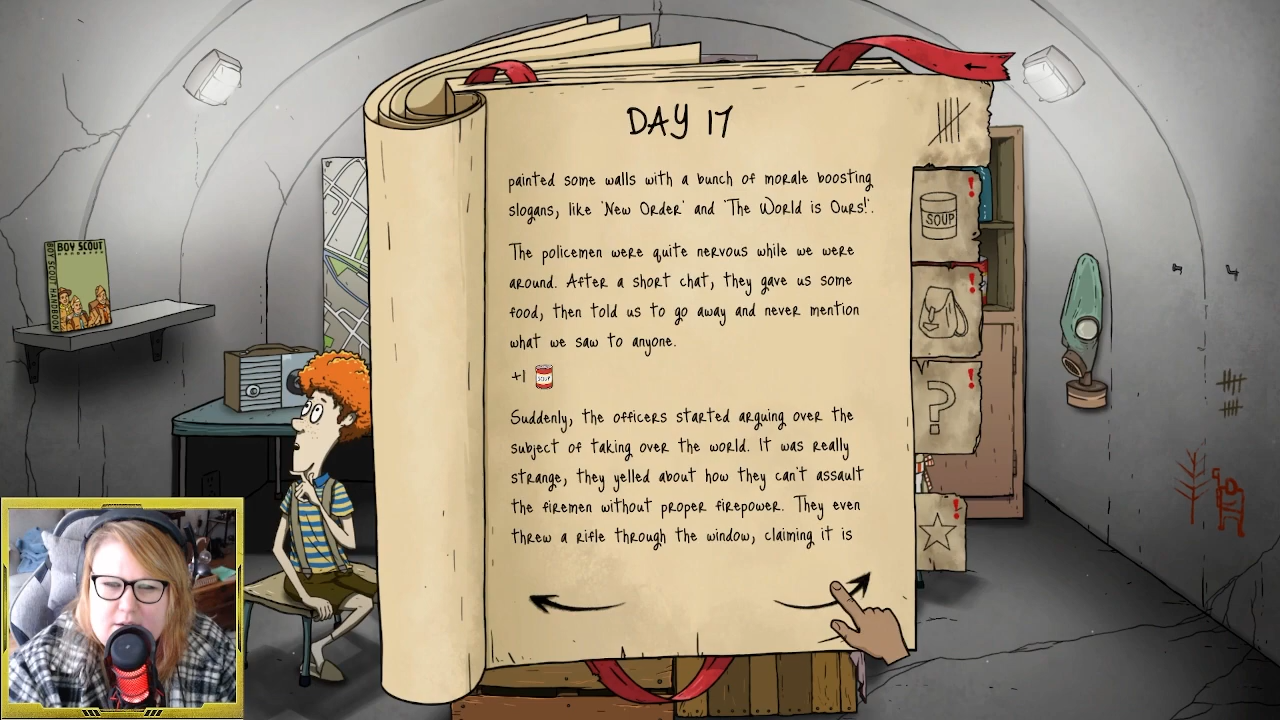 DAY 17
painted some walls with a bunch of morale boosting
slogans, like 'New Order' and 'The World is Ours!'.
The policemen were quite nervous while we were
around. After a short chat, they gave us some
food, then told us to go away and never mention
what we saw to anyone.
+1 SOUP
Suddenly, the officers started arguing over the
subject of taking over the world. It was really
strange, they yelled about how they can't assault
the firemen without proper firepower. They even
threw a rifle through the window, claiming it is
SOUP
!
!
!
?
!
BOY SCOUT
HANDBOOK
BOY SCOUT HANDBOOK